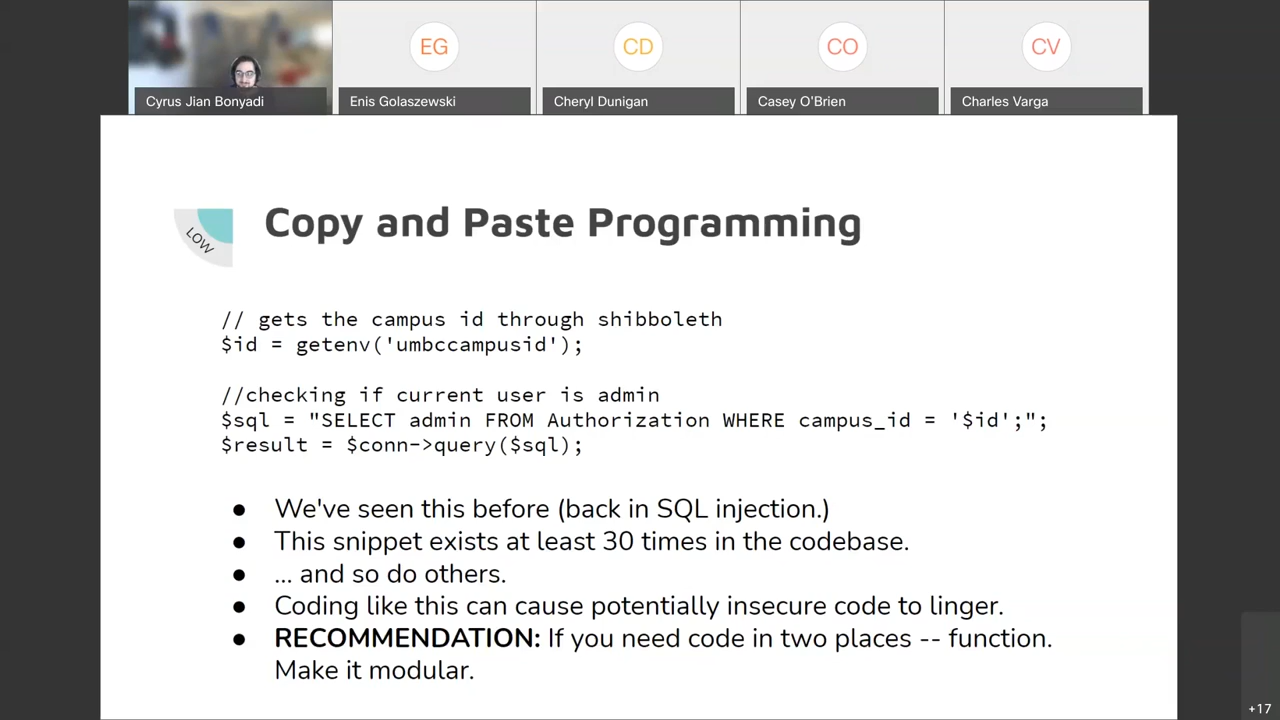 EG
CD
CO
CV
Cyrus Jian Bonyadi
Enis Golaszewski
Cheryl Dunigan
Casey O'Brien
Charles Varga
LOW
Copy and Paste Programming
// gets the campus id through shibboleth
$id = getenv('umbccampusid');
//checking if current user is admin
$sql = "SELECT admin FROM Authorization WHERE campus_id = '$id';";
$result = $conn->query($sql);
● We've seen this before (back in SQL injection.)
● This snippet exists at least 30 times in the codebase.
● ... and so do others.
● Coding like this can cause potentially insecure code to linger.
● RECOMMENDATION: If you need code in two places -- function.
Make it modular.
+17